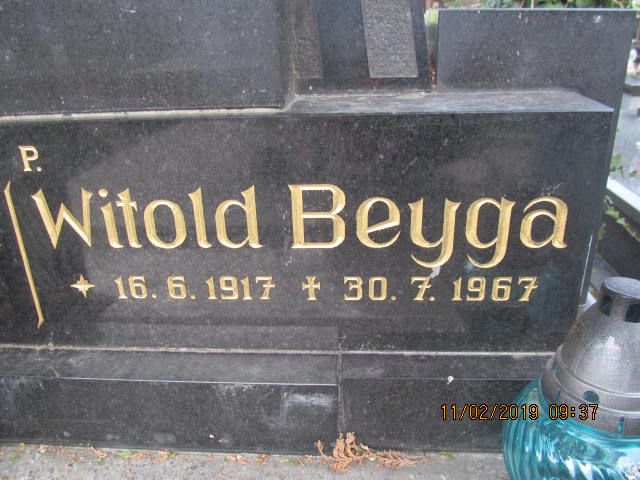 P.
Witold Beyga
16. 6. 1917 ✝ 30. 7. 1967
11/02/2019 09:37